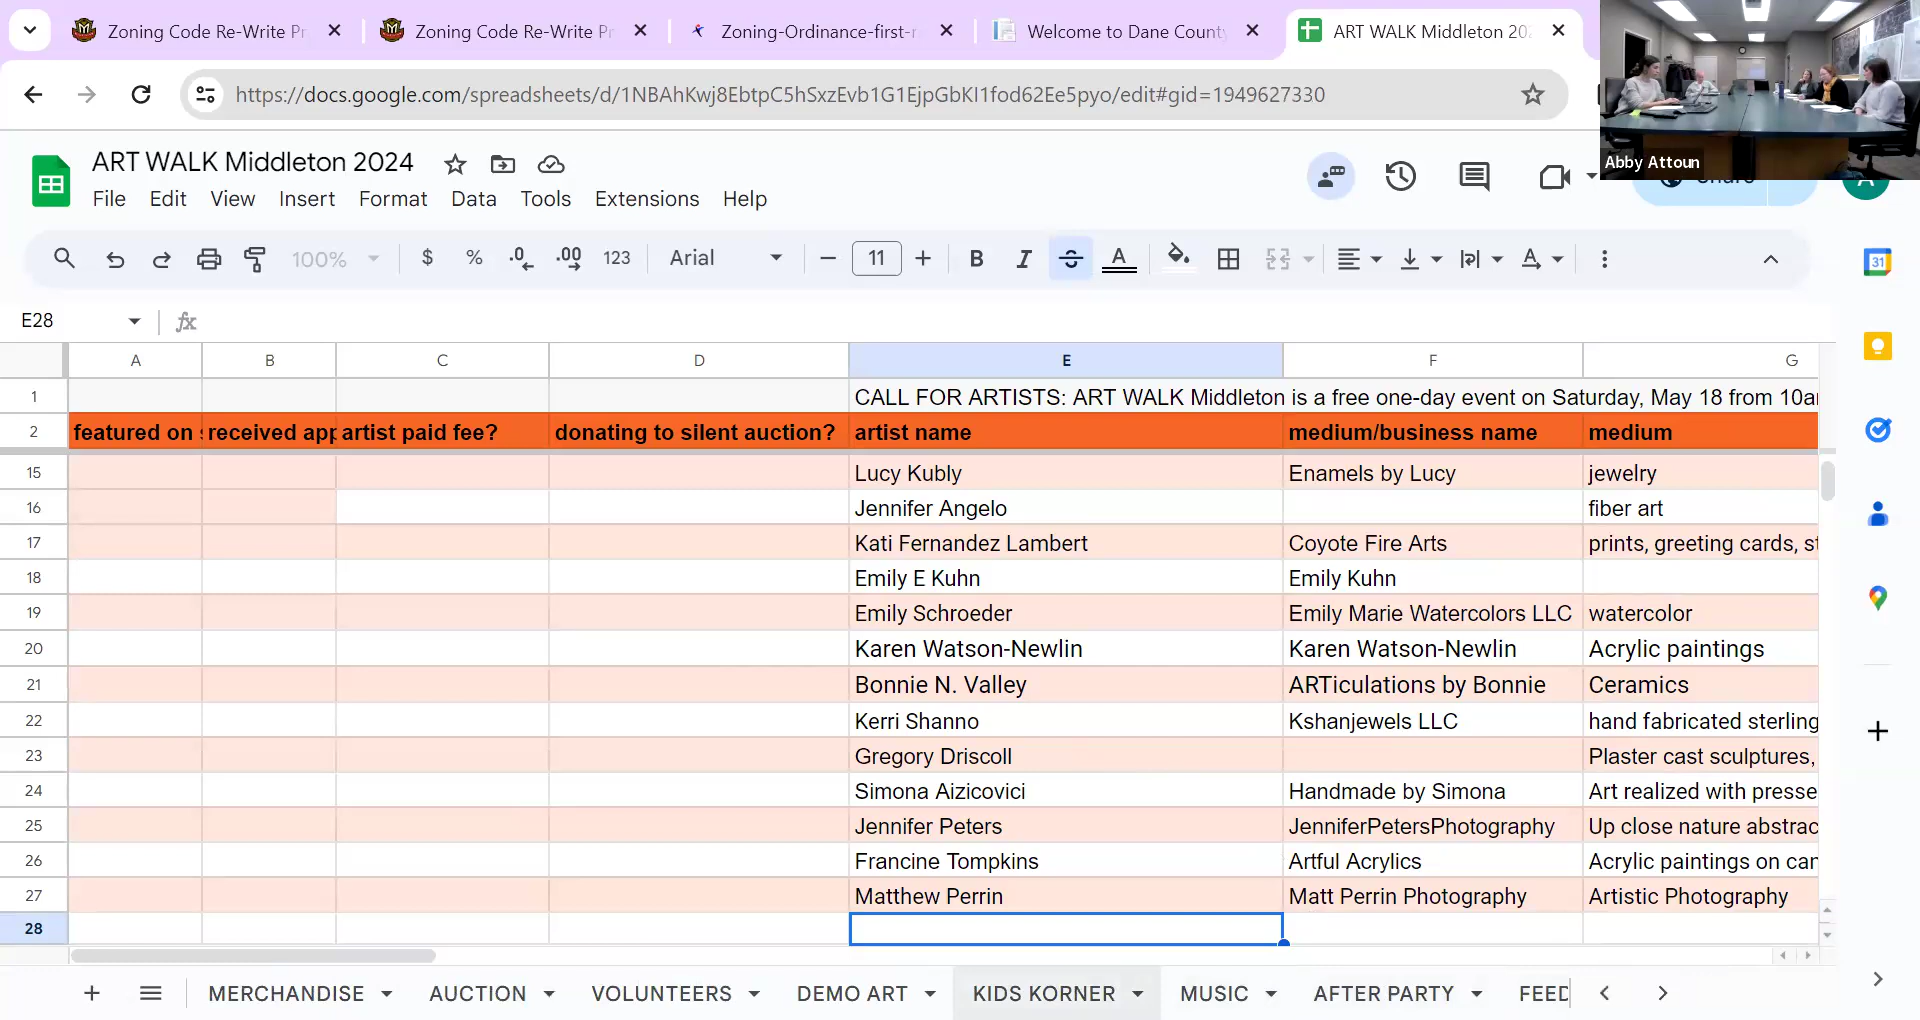 Zoning Code Re-Write Pr
Zoning Code Re-Write Pr
Zoning-Ordinance-first-r
Welcome to Dane County
ART WALK Middleton 202
https://docs.google.com/spreadsheets/d/1NBAhKwj8EbtpC5hSxzEvb1G1EjpGbKI1fod62Ee5pyo/edit#gid=1949627330
Abby Attoun
ART WALK Middleton 2024
File Edit View Insert Format Data Tools Extensions Help
Share
A
100% $ % .0 .00 123 Arial 11 B I S A
31
E28 fx
A B C D E F G
1 CALL FOR ARTISTS: ART WALK Middleton is a free one-day event on Saturday, May 18 from 10am
2 featured on s received app artist paid fee? donating to silent auction? artist name medium/business name medium
15 Lucy Kubly Enamels by Lucy jewelry
16 Jennifer Angelo fiber art
17 Kati Fernandez Lambert Coyote Fire Arts prints, greeting cards, st
18 Emily E Kuhn Emily Kuhn
19 Emily Schroeder Emily Marie Watercolors LLC watercolor
20 Karen Watson-Newlin Karen Watson-Newlin Acrylic paintings
21 Bonnie N. Valley ARTiculations by Bonnie Ceramics
22 Kerri Shanno Kshanjewels LLC hand fabricated sterling
23 Gregory Driscoll Plaster cast sculptures,
24 Simona Aizicovici Handmade by Simona Art realized with presse
25 Jennifer Peters JenniferPetersPhotography Up close nature abstrac
26 Francine Tompkins Artful Acrylics Acrylic paintings on can
27 Matthew Perrin Matt Perrin Photography Artistic Photography
28
MERCHANDISE AUCTION VOLUNTEERS DEMO ART KIDS KORNER MUSIC AFTER PARTY FEED